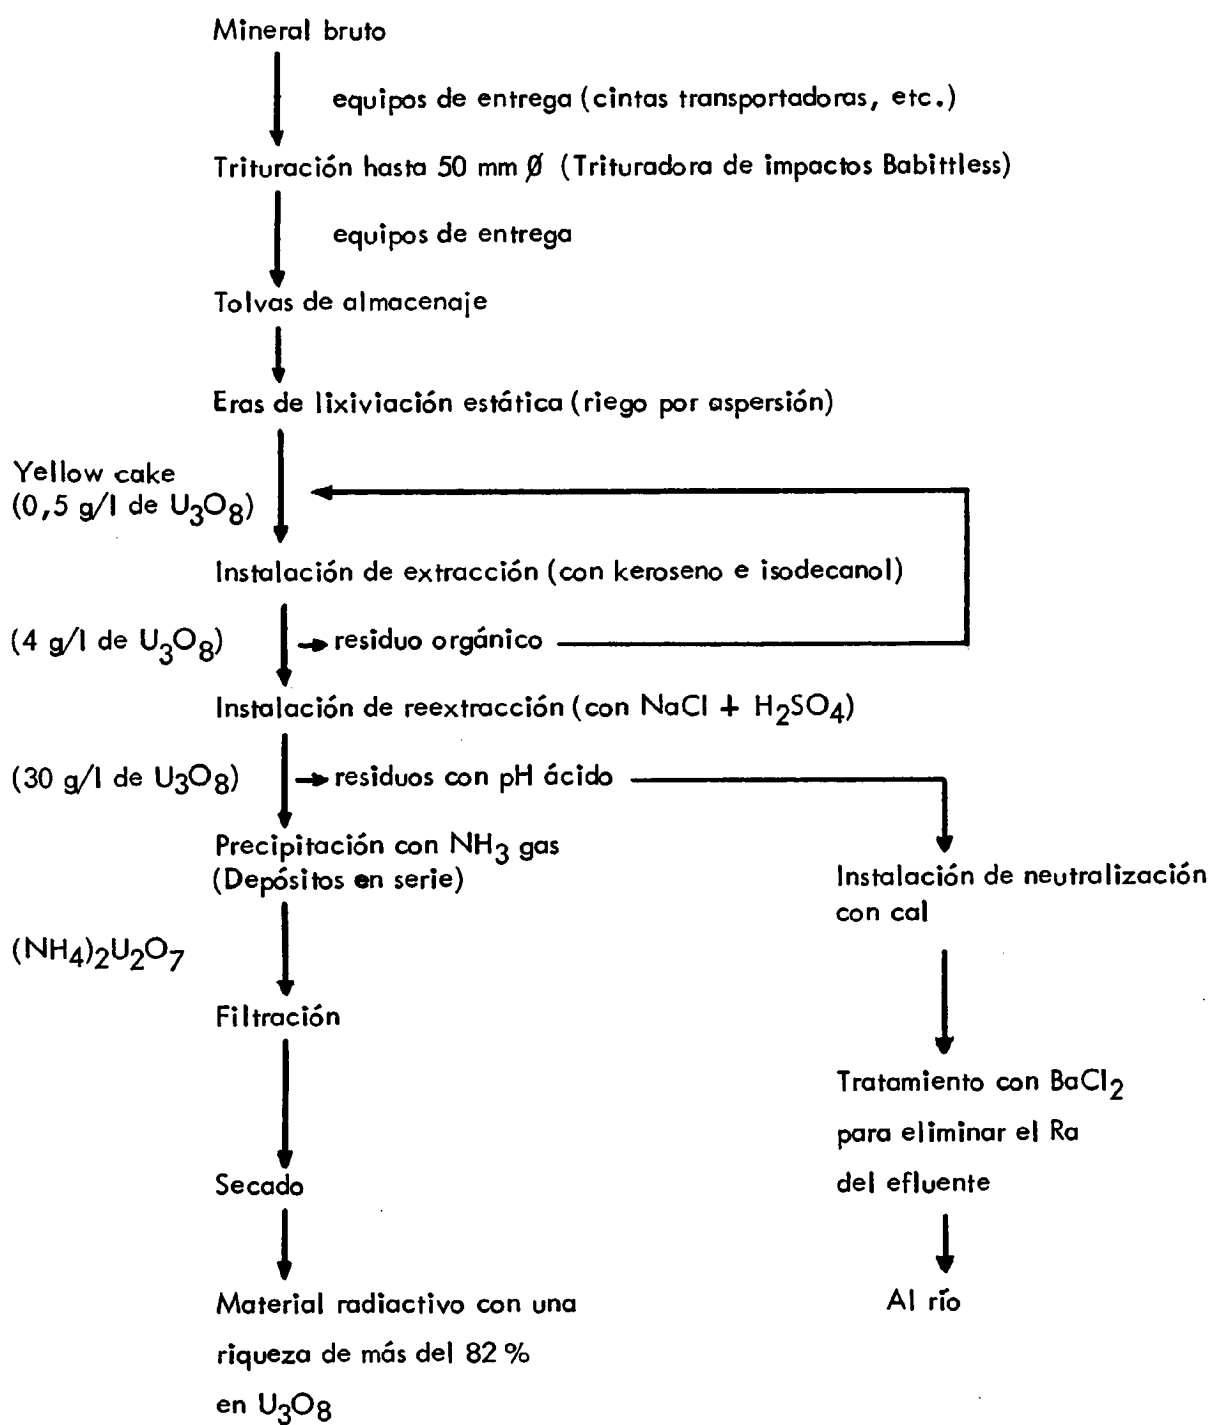 Mineral bruto
equipos de entrega (cintas transportadoras, etc.)
Trituración hasta 50 mm Ø (Trituradora de impactos Babittless)
equipos de entrega
Tolvas de almacenaje
Eras de lixiviación estática (riego por aspersión)
Yellow cake
(0,5 g/l de U₃O₈)
Instalación de extracción (con keroseno e isodecanol)
(4 g/l de U₃O₈)
residuo orgánico
Instalación de reextracción (con NaCl + H₂SO₄)
(30 g/l de U₃O₈)
residuos con pH ácido
Precipitación con NH₃ gas
(Depósitos en serie)
Instalación de neutralización
con cal
(NH₄)₂U₂O₇
Filtración
Tratamiento con BaCl₂
para eliminar el Ra
del efluente
Secado
Material radiactivo con una
riqueza de más del 82 %
en U₃O₈
Al río